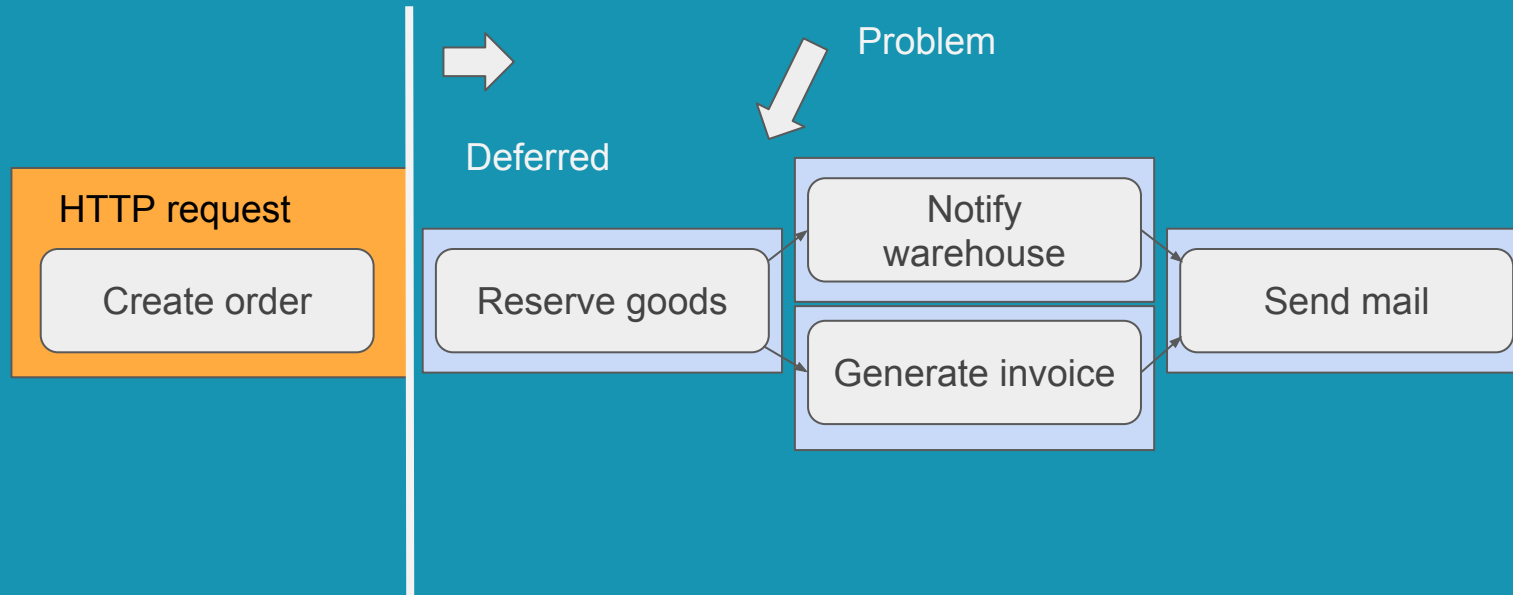 Problem
Deferred
HTTP request
Create order
Reserve goods
Notify
warehouse
Generate invoice
Send mail